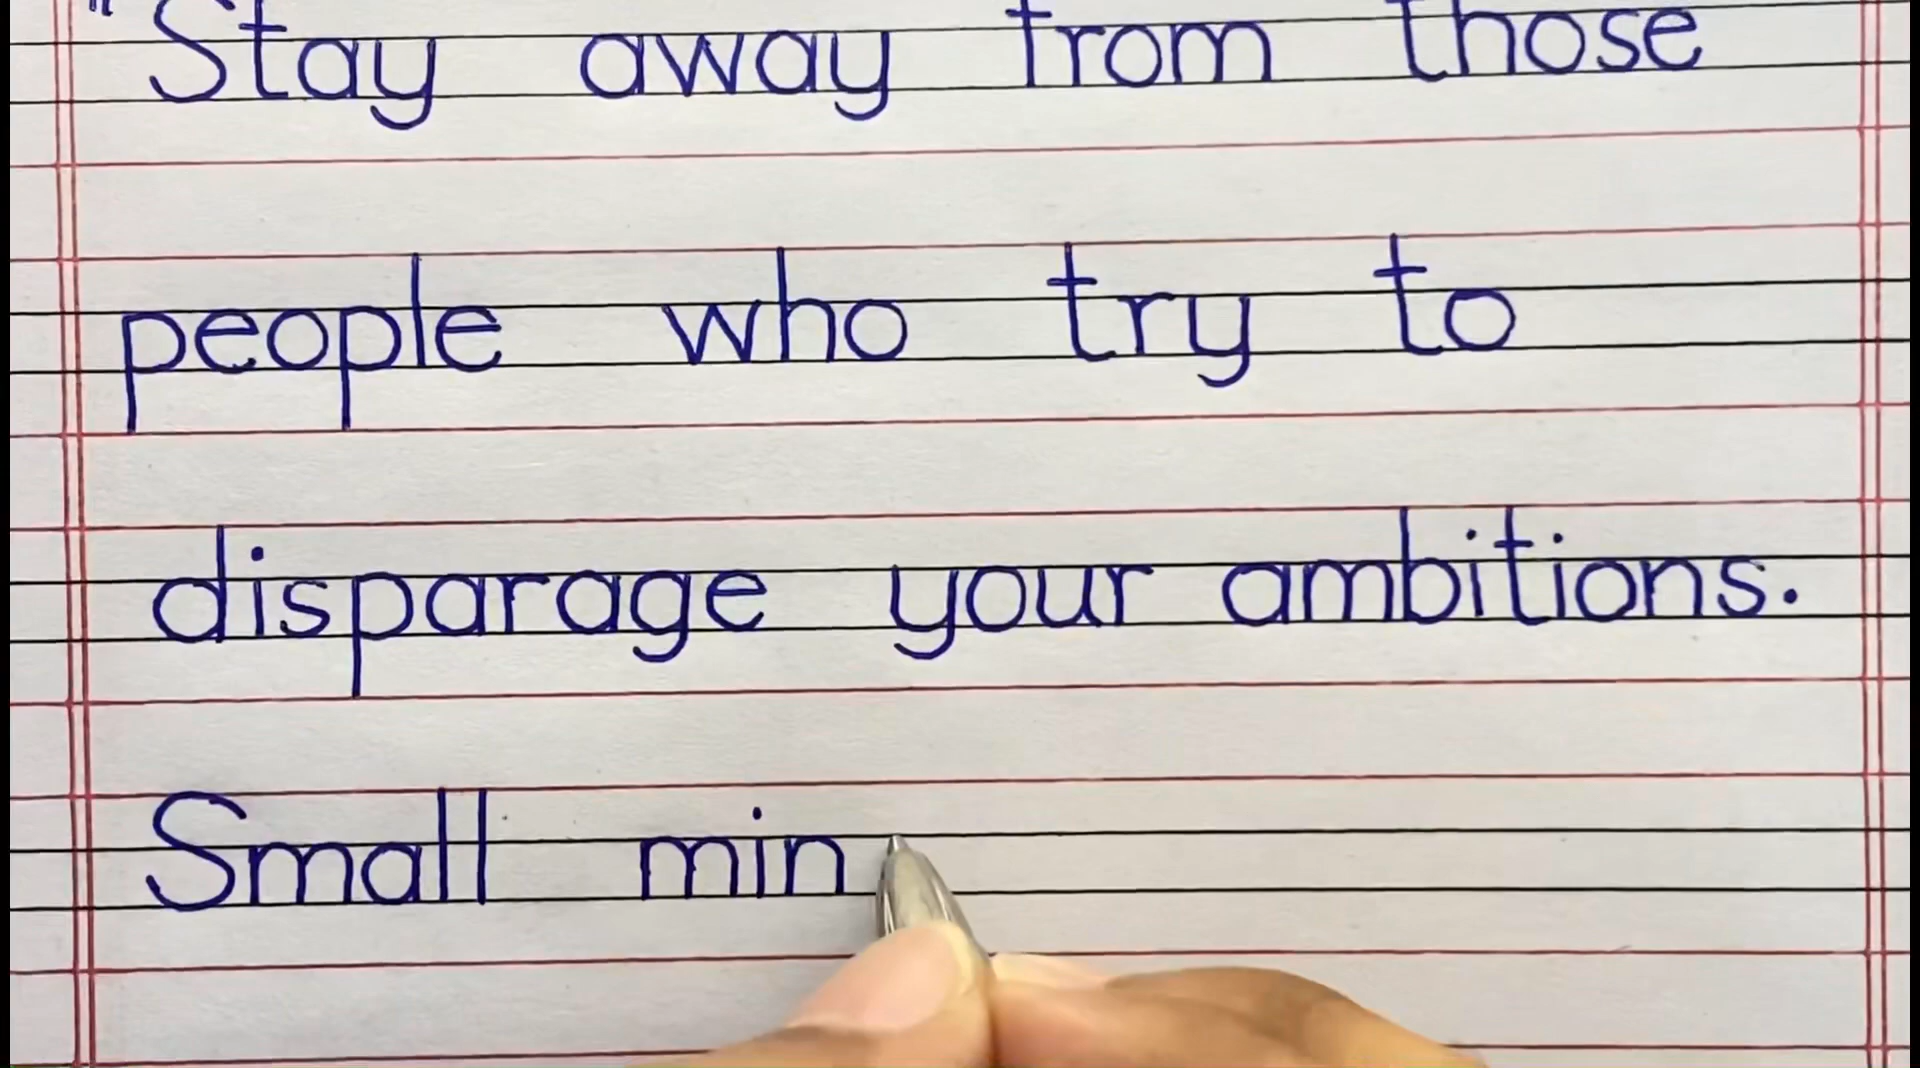 "Stay away from those
people who try to
disparage your ambitions.
Small min